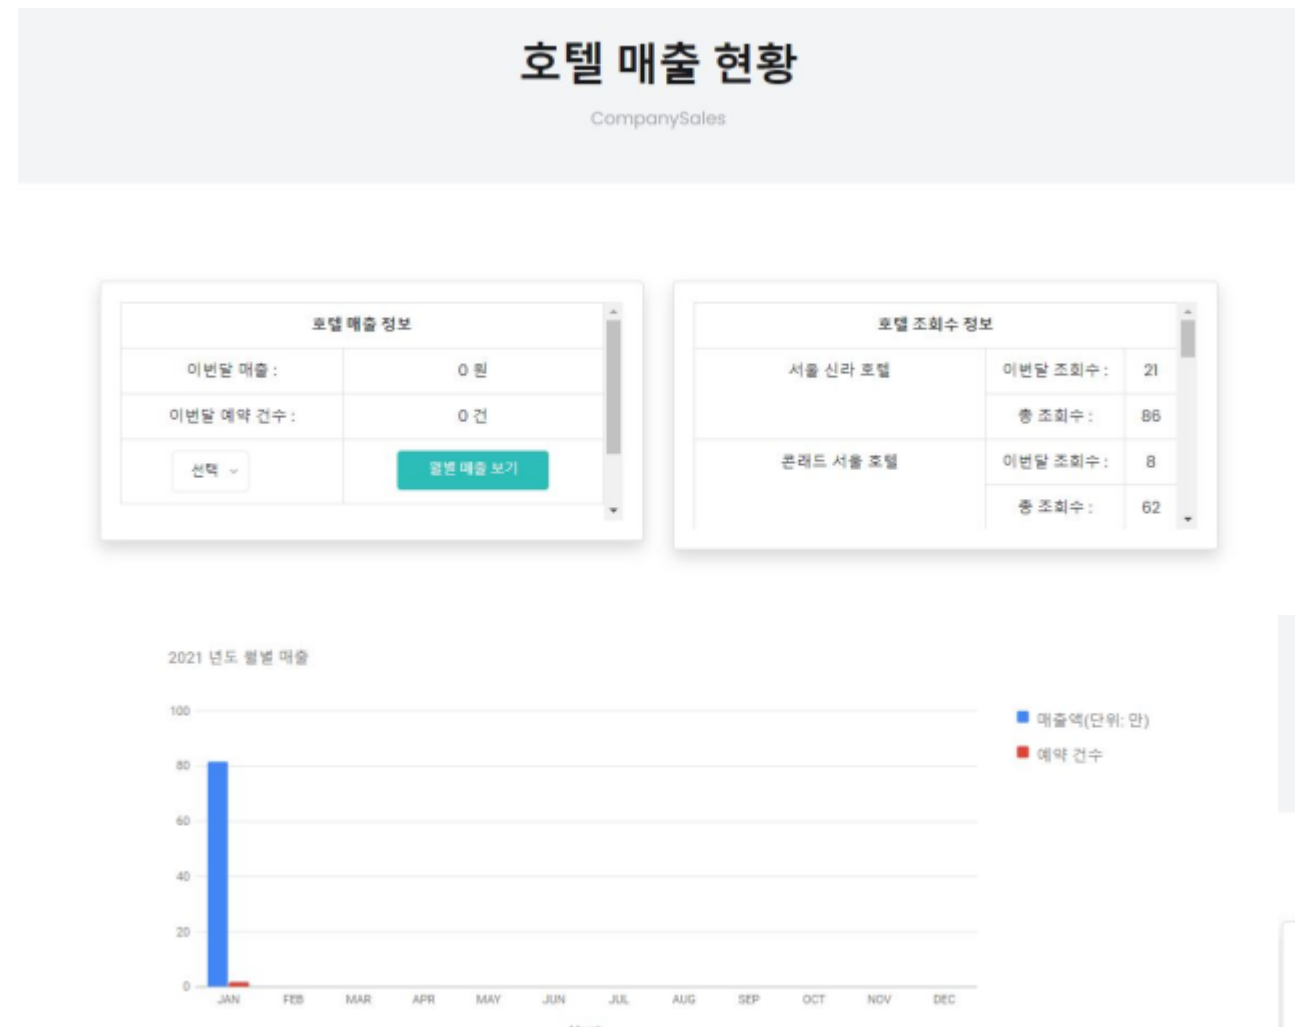 호텔 매출 현황
CompanySales
호텔 매출 정보
이번달 매출 : 0 원
이번달 예약 건수 : 0 건
선택 월별 매출 보기
호텔 조회수 정보
서울 신라 호텔 이번달 조회수 : 21
총 조회수 : 86
콘래드 서울 호텔 이번달 조회수 : 8
총 조회수 : 62
2021 년도 월별 매출
100
80
60
40
20
0
매출액(단위: 만)
예약 건수
JAN FEB MAR APR MAY JUN JUL AUG SEP OCT NOV DEC